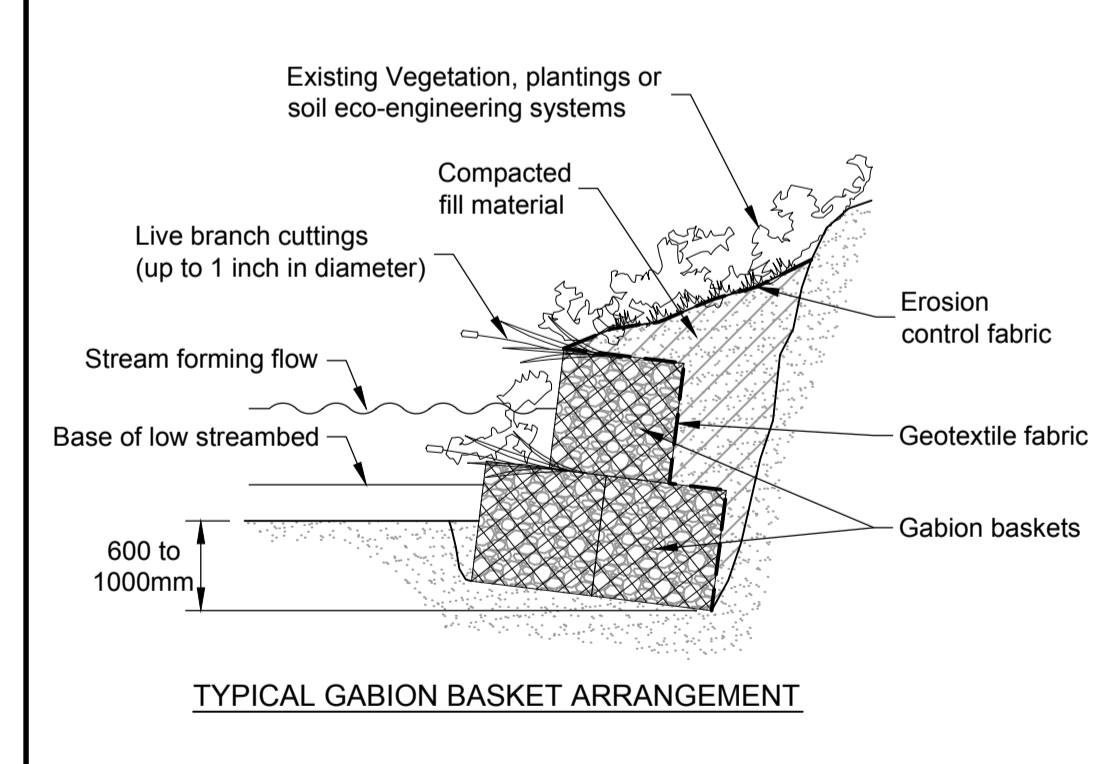 Existing Vegetation, plantings or
soil eco-engineering systems
Compacted
fill material
Live branch cuttings
(up to 1 inch in diameter)
Erosion
control fabric
Stream forming flow
Base of low streambed
Geotextile fabric
Gabion baskets
600 to
1000mm
TYPICAL GABION BASKET ARRANGEMENT